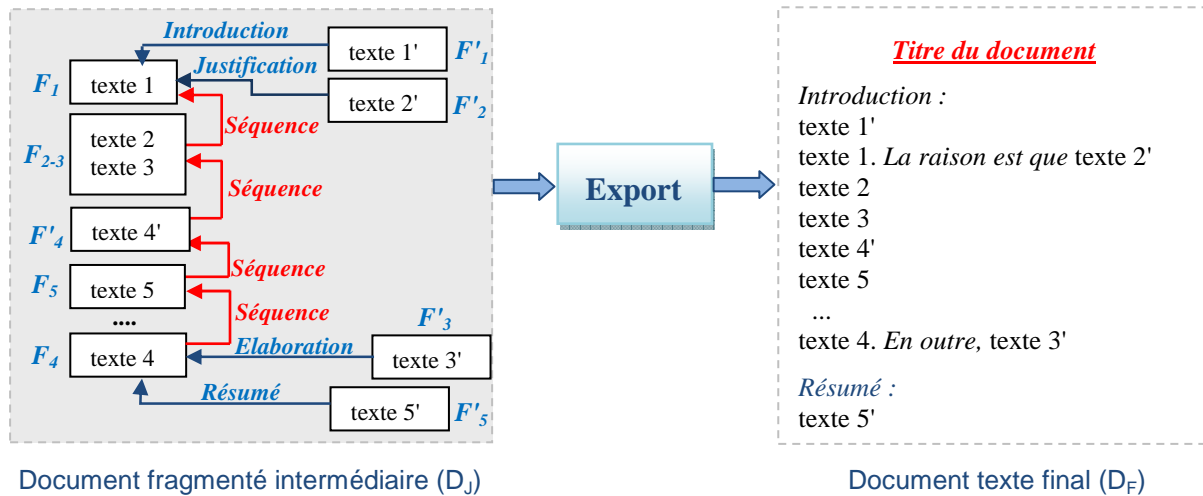 Introduction
texte 1'
F'1
Justification
F1
texte 1
texte 2'
F'2
Séquence
F2-3
texte 2
texte 3
Séquence
F'4
texte 4'
Séquence
F5
texte 5
....
Séquence
F'3
F4
texte 4
Elaboration
texte 3'
Résumé
texte 5'
F'5
Document fragmenté intermédiaire (DJ)
Export
Titre du document
Introduction :
texte 1'
texte 1. La raison est que texte 2'
texte 2
texte 3
texte 4'
texte 5
...
texte 4. En outre, texte 3'
Résumé :
texte 5'
Document texte final (DF)